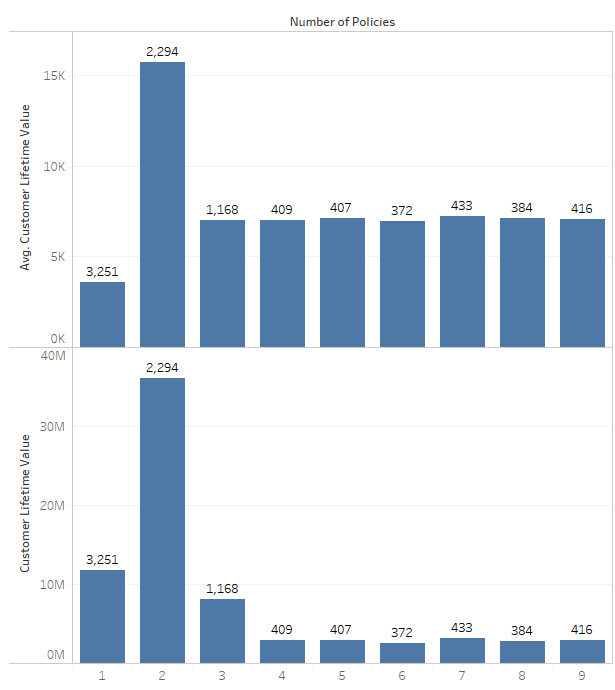 Number of Policies
Avg. Customer Lifetime Value
15K
10K
5K
0K
3,251
2,294
1,168
409
407
372
433
384
416
Customer Lifetime Value
40M
30M
20M
10M
0M
3,251
2,294
1,168
409
407
372
433
384
416
1
2
3
4
5
6
7
8
9